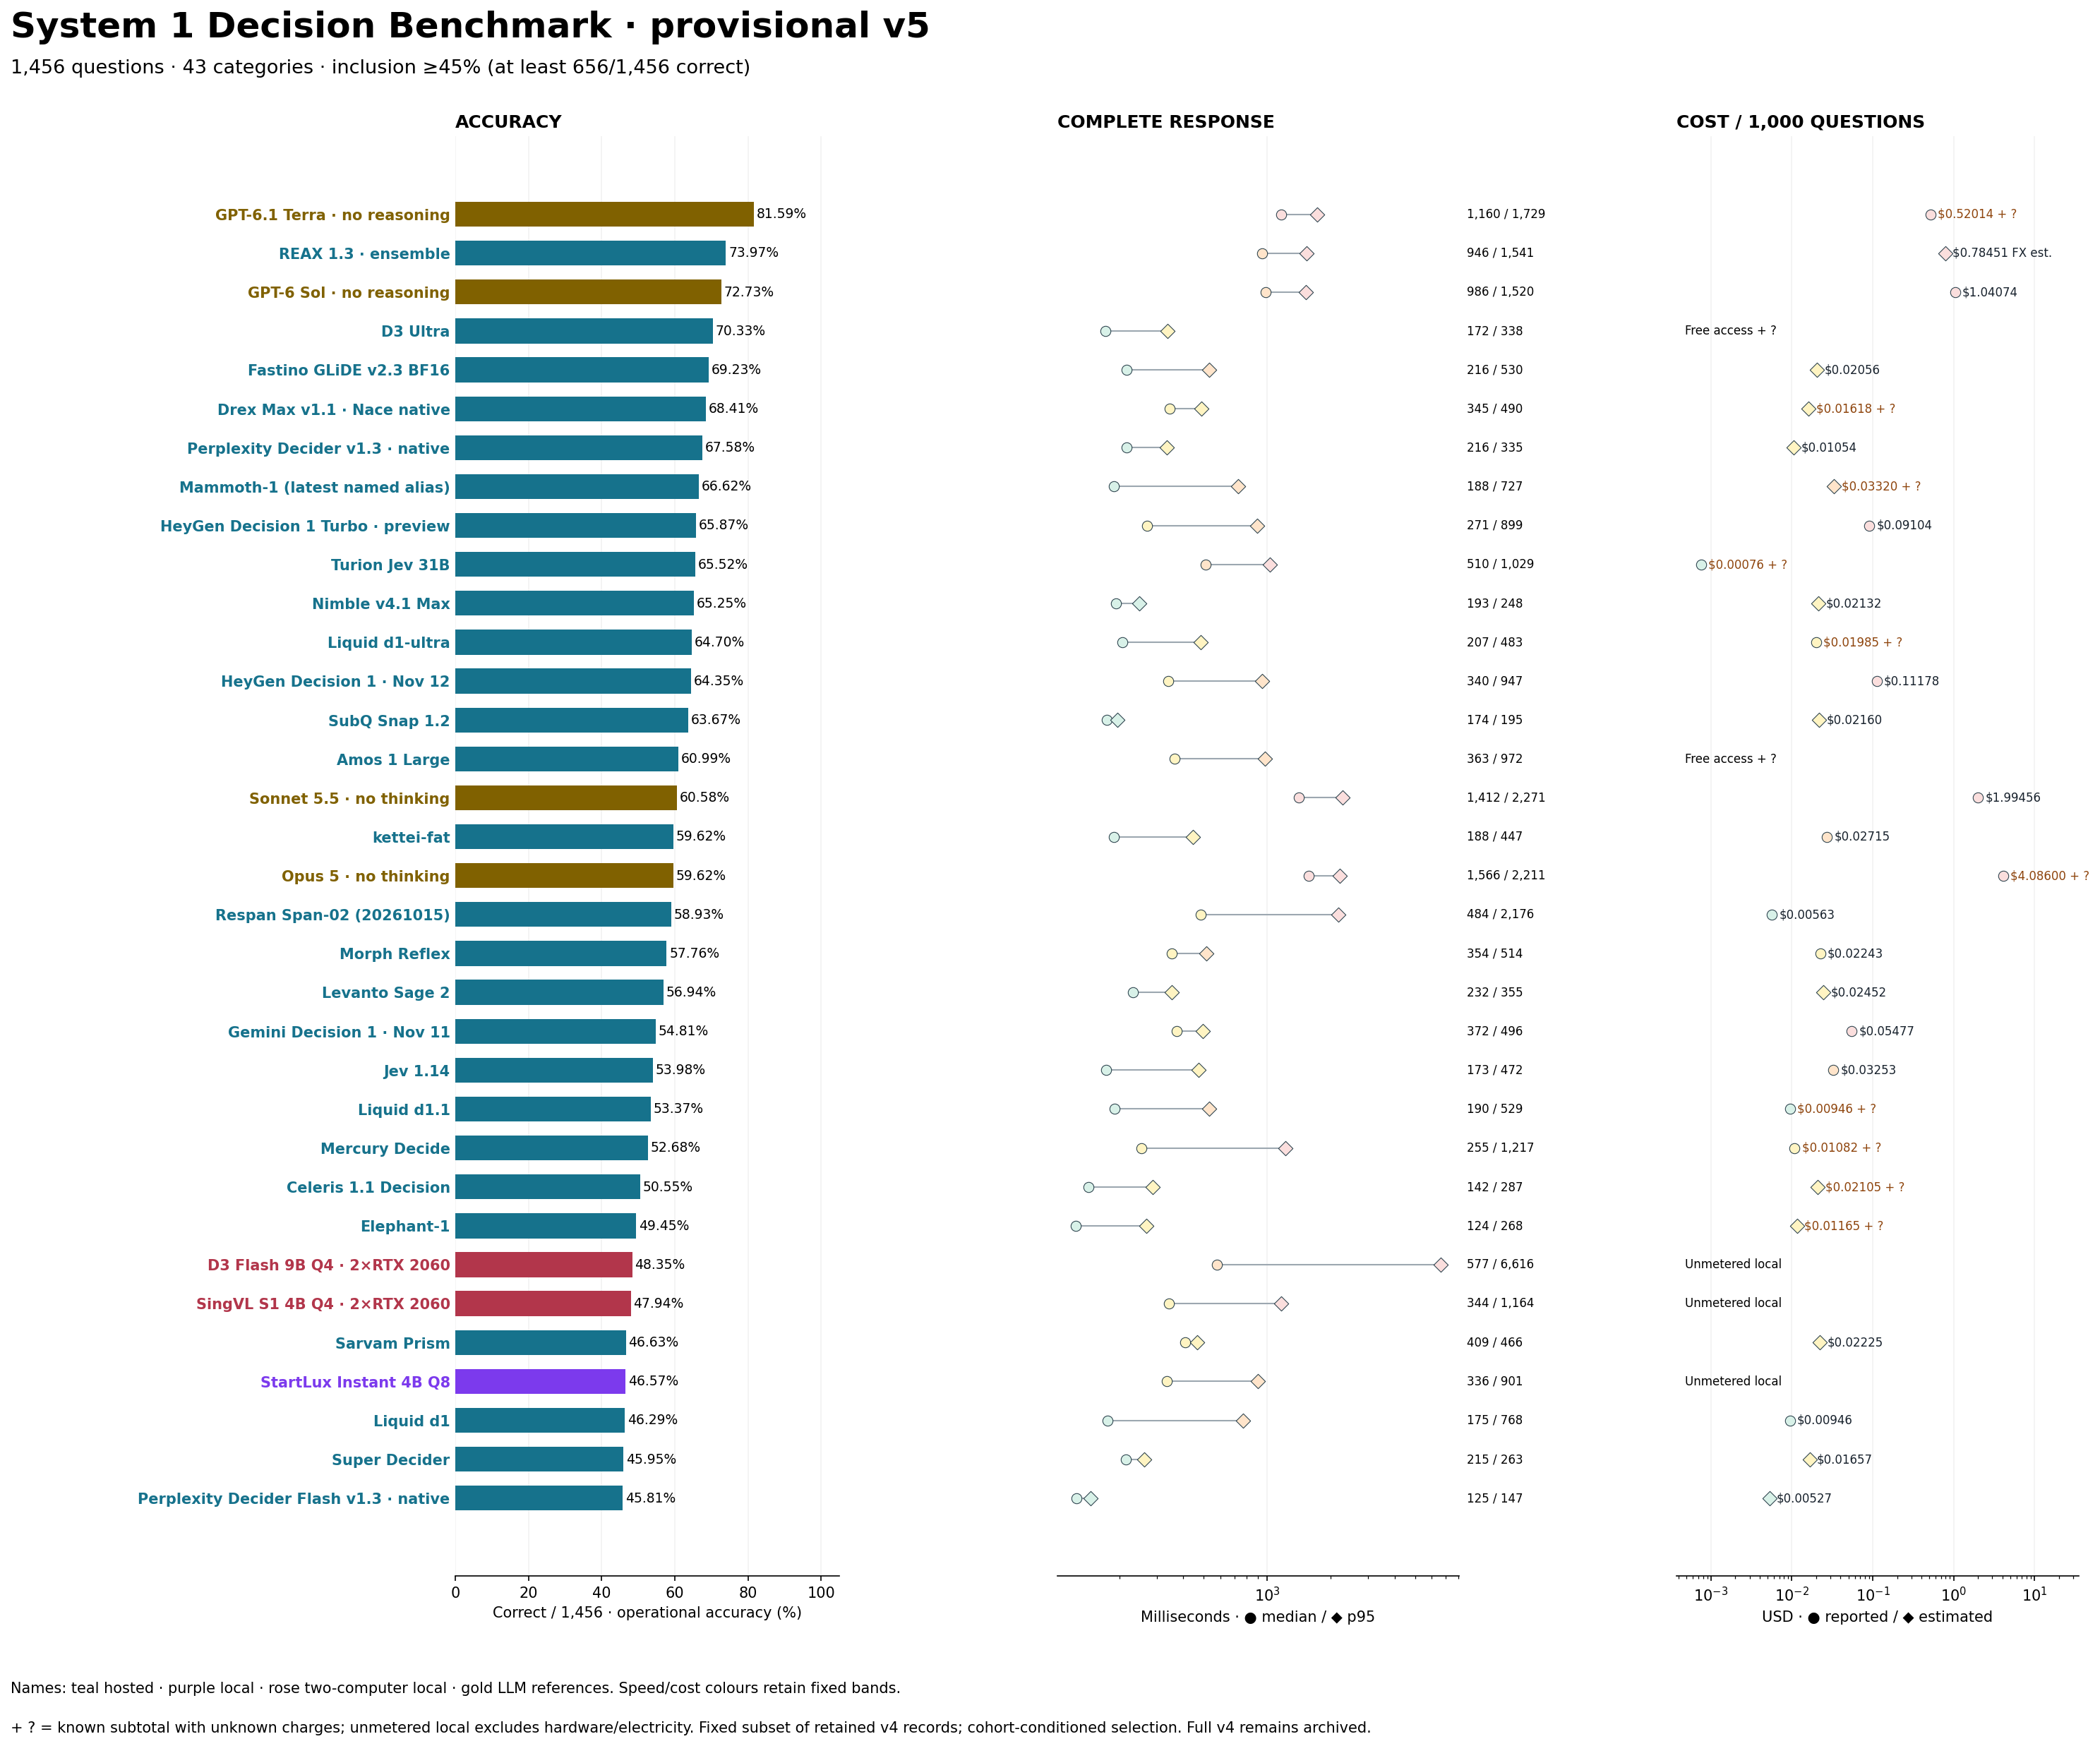 System 1 Decision Benchmark · provisional v5
1,456 questions · 43 categories · inclusion ≥45% (at least 656/1,456 correct)
ACCURACY COMPLETE RESPONSE COST / 1,000 QUESTIONS
GPT-6.1 Terra · no reasoning 81.59% 1,160 / 1,729 $0.52014 + ?
REAX 1.3 · ensemble 73.97% 946 / 1,541 $0.78451 FX est.
GPT-6 Sol · no reasoning 72.73% 986 / 1,520 $1.04074
D3 Ultra 70.33% 172 / 338 Free access + ?
Fastino GLiDE v2.3 BF16 69.23% 216 / 530 $0.02056
Drex Max v1.1 · Nace native 68.41% 345 / 490 $0.01618 + ?
Perplexity Decider v1.3 · native 67.58% 216 / 335 $0.01054
Mammoth-1 (latest named alias) 66.62% 188 / 727 $0.03320 + ?
HeyGen Decision 1 Turbo · preview 65.87% 271 / 899 $0.09104
Turion Jev 31B 65.52% 510 / 1,029 $0.00076 + ?
Nimble v4.1 Max 65.25% 193 / 248 $0.02132
Liquid d1-ultra 64.70% 207 / 483 $0.01985 + ?
HeyGen Decision 1 · Nov 12 64.35% 340 / 947 $0.11178
SubQ Snap 1.2 63.67% 174 / 195 $0.02160
Amos 1 Large 60.99% 363 / 972 Free access + ?
Sonnet 5.5 · no thinking 60.58% 1,412 / 2,271 $1.99456
kettei-fat 59.62% 188 / 447 $0.02715
Opus 5 · no thinking 59.62% 1,566 / 2,211 $4.08600 + ?
Respan Span-02 (20261015) 58.93% 484 / 2,176 $0.00563
Morph Reflex 57.76% 354 / 514 $0.02243
Levanto Sage 2 56.94% 232 / 355 $0.02452
Gemini Decision 1 · Nov 11 54.81% 372 / 496 $0.05477
Jev 1.14 53.98% 173 / 472 $0.03253
Liquid d1.1 53.37% 190 / 529 $0.00946 + ?
Mercury Decide 52.68% 255 / 1,217 $0.01082 + ?
Celeris 1.1 Decision 50.55% 142 / 287 $0.02105 + ?
Elephant-1 49.45% 124 / 268 $0.01165 + ?
D3 Flash 9B Q4 · 2×RTX 2060 48.35% 577 / 6,616 Unmetered local
SingVL S1 4B Q4 · 2×RTX 2060 47.94% 344 / 1,164 Unmetered local
Sarvam Prism 46.63% 409 / 466 $0.02225
StartLux Instant 4B Q8 46.57% 336 / 901 Unmetered local
Liquid d1 46.29% 175 / 768 $0.00946
Super Decider 45.95% 215 / 263 $0.01657
Perplexity Decider Flash v1.3 · native 45.81% 125 / 147 $0.00527
0 20 40 60 80 100 10³ 10⁻³ 10⁻² 10⁻¹ 10⁰ 10¹
Correct / 1,456 · operational accuracy (%) Milliseconds · ● median / ◆ p95 USD · ● reported / ◆ estimated
Names: teal hosted · purple local · rose two-computer local · gold LLM references. Speed/cost colours retain fixed bands.
+ ? = known subtotal with unknown charges; unmetered local excludes hardware/electricity. Fixed subset of retained v4 records; cohort-conditioned selection. Full v4 remains archived.